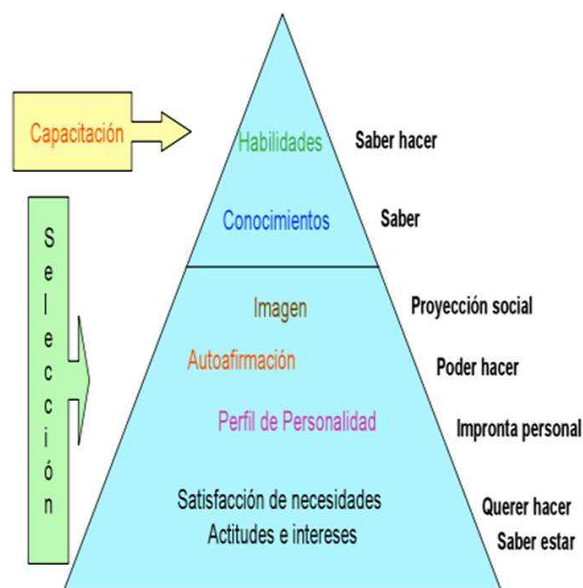 Capacitación
Habilidades
Saber hacer
Conocimientos
Saber
Selección
Imagen
Proyección social
Autoafirmación
Poder hacer
Perfil de Personalidad
Impronta personal
Satisfacción de necesidades
Querer hacer
Actitudes e intereses
Saber estar